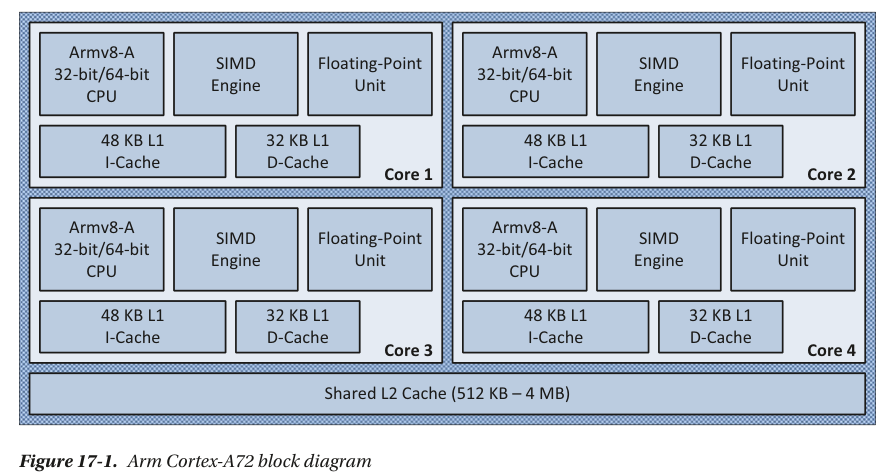 Armv8-A
32-bit/64-bit
CPU
SIMD
Engine
Floating-Point
Unit
48 KB L1
I-Cache
32 KB L1
D-Cache
Core 1
Armv8-A
32-bit/64-bit
CPU
SIMD
Engine
Floating-Point
Unit
48 KB L1
I-Cache
32 KB L1
D-Cache
Core 2
Armv8-A
32-bit/64-bit
CPU
SIMD
Engine
Floating-Point
Unit
48 KB L1
I-Cache
32 KB L1
D-Cache
Core 3
Armv8-A
32-bit/64-bit
CPU
SIMD
Engine
Floating-Point
Unit
48 KB L1
I-Cache
32 KB L1
D-Cache
Core 4
Shared L2 Cache (512 KB – 4 MB)
Figure 17-1. Arm Cortex-A72 block diagram